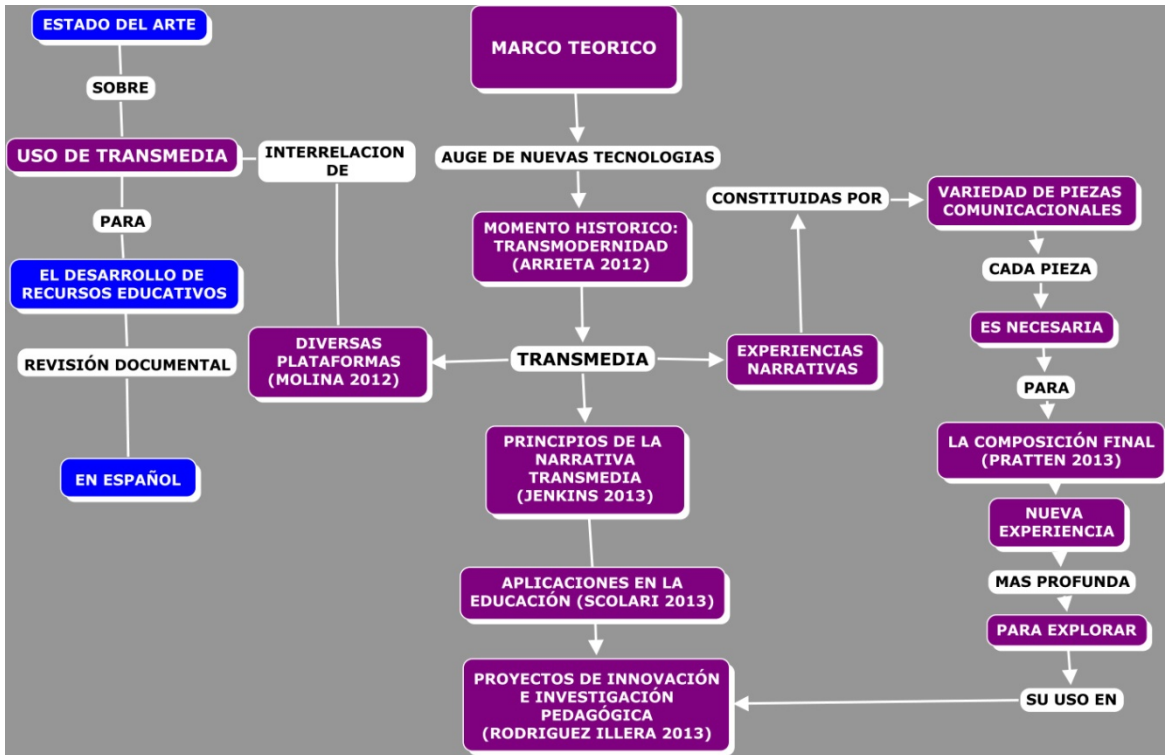 ESTADO DEL ARTE
SOBRE
USO DE TRANSMEDIA
PARA
EL DESARROLLO DE
RECURSOS EDUCATIVOS
REVISIÓN DOCUMENTAL
EN ESPAÑOL
INTERRELACION
DE
DIVERSAS
PLATAFORMAS
(MOLINA 2012)
MARCO TEORICO
AUGE DE NUEVAS TECNOLOGIAS
MOMENTO HISTORICO:
TRANSMODERNIDAD
(ARRIETA 2012)
TRANSMEDIA
PRINCIPIOS DE LA
NARRATIVA
TRANSMEDIA
(JENKINS 2013)
APLICACIONES EN LA
EDUCACIÓN (SCOLARI 2013)
PROYECTOS DE INNOVACIÓN
E INVESTIGACIÓN
PEDAGÓGICA
(RODRIGUEZ ILLERA 2013)
EXPERIENCIAS
NARRATIVAS
CONSTITUIDAS POR
VARIEDAD DE PIEZAS
COMUNICACIONALES
CADA PIEZA
ES NECESARIA
PARA
LA COMPOSICIÓN FINAL
(PRATTEN 2013)
NUEVA
EXPERIENCIA
MAS PROFUNDA
PARA EXPLORAR
SU USO EN